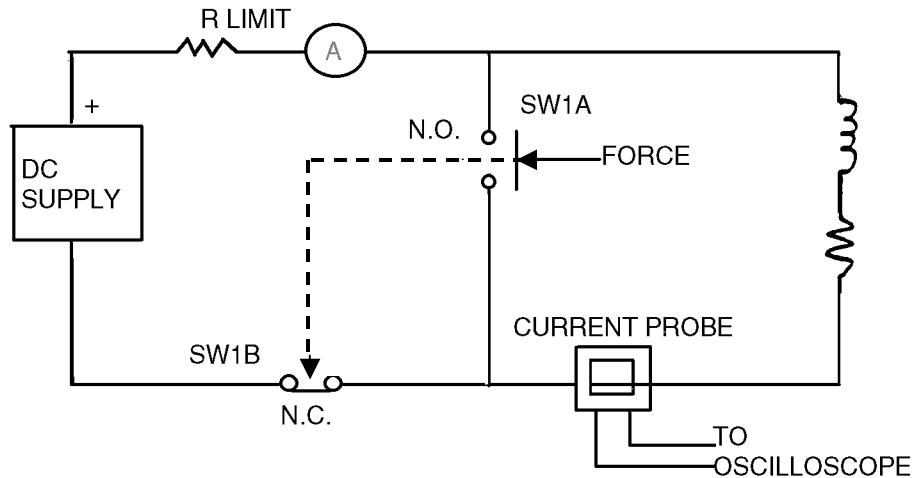 R LIMIT
A
+
SW1A
N.O.
FORCE
DC
SUPPLY
CURRENT PROBE
SW1B
N.C.
TO
OSCILLOSCOPE